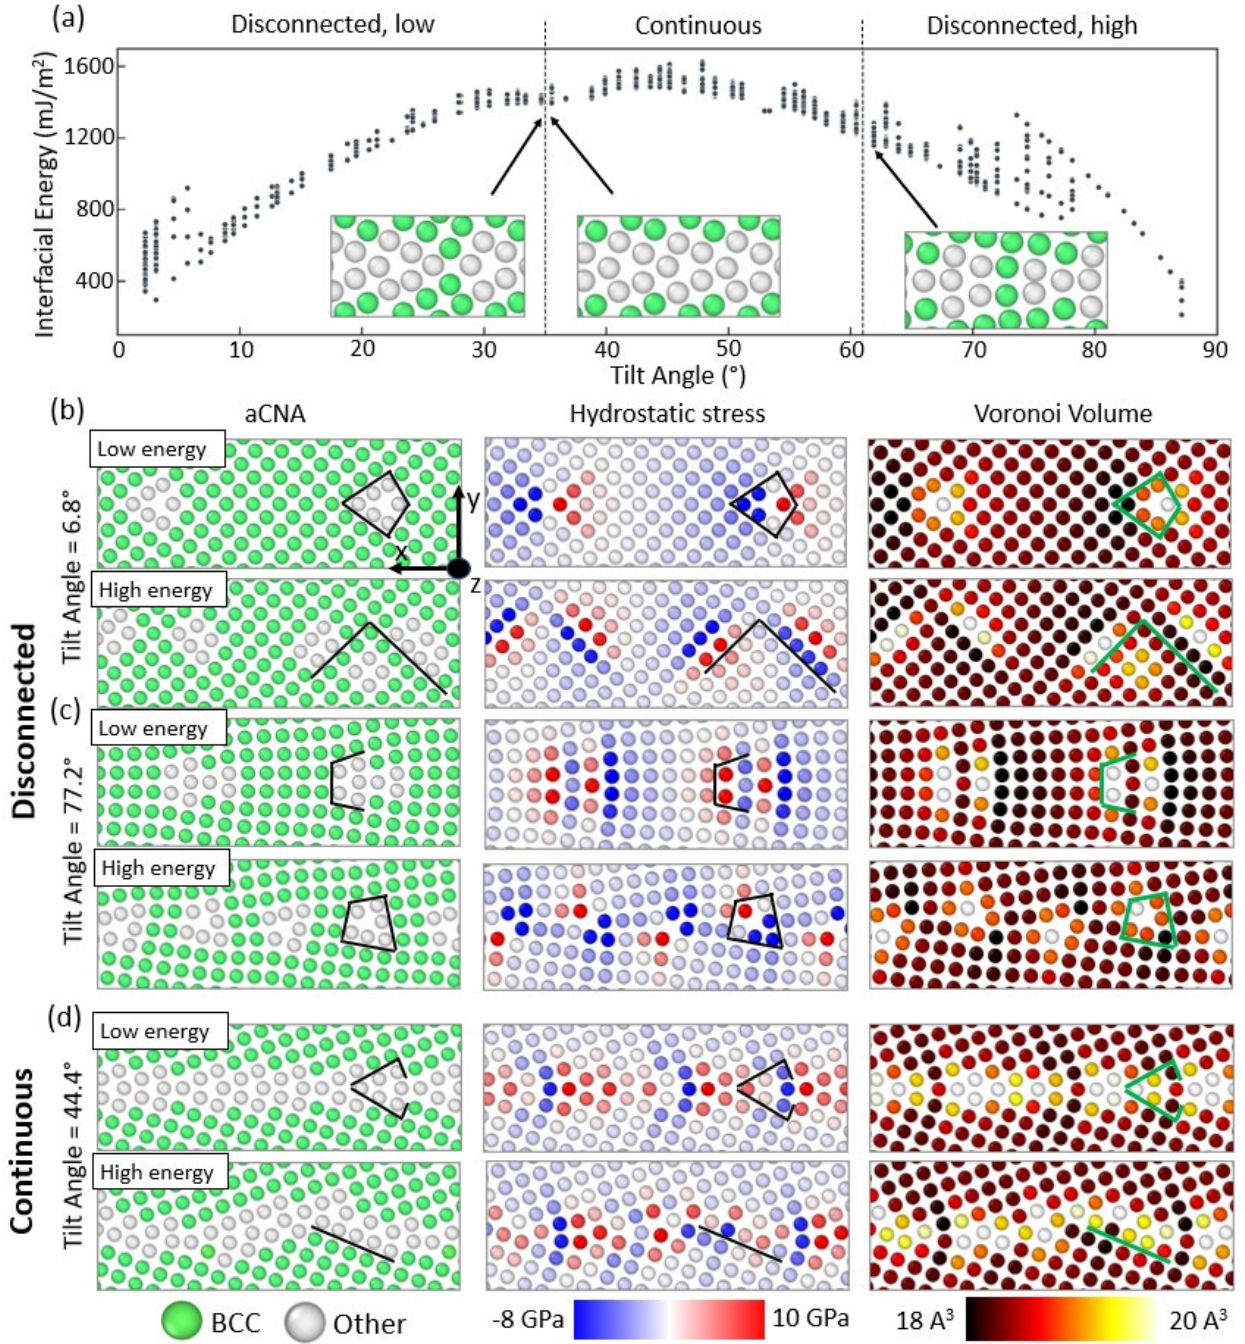 (a)
Disconnected, low Continuous Disconnected, high
Interfacial Energy (mJ/m²)
1600
1200
800
400
0 10 20 30 40 50 60 70 80 90
Tilt Angle (°)
(b)
aCNA Hydrostatic stress Voronoi Volume
Disconnected
Tilt Angle = 6.8°
Low energy
y
x
z
High energy
(c)
Tilt Angle = 77.2°
Low energy
High energy
(d)
Continuous
Tilt Angle = 44.4°
Low energy
High energy
BCC Other -8 GPa 10 GPa 18 A³ 20 A³